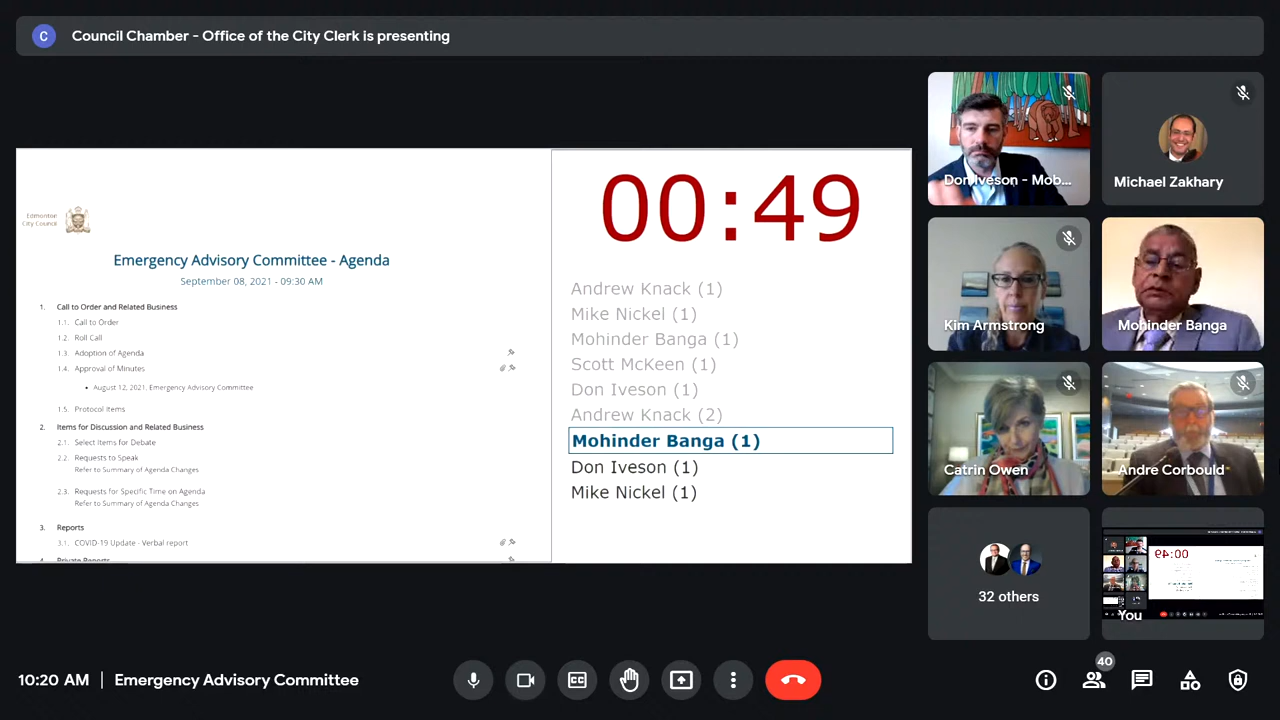 C
Council Chamber - Office of the City Clerk is presenting
Edmonton
City Council
Emergency Advisory Committee - Agenda
September 08, 2021 - 09:30 AM
1. Call to Order and Related Business
1.1. Call to Order
1.2. Roll Call
1.3. Adoption of Agenda
1.4. Approval of Minutes
• August 12, 2021, Emergency Advisory Committee
1.5. Protocol Items
2. Items for Discussion and Related Business
2.1. Select Items for Debate
2.2. Requests to Speak
Refer to Summary of Agenda Changes
2.3. Requests for Specific Time on Agenda
Refer to Summary of Agenda Changes
3. Reports
3.1. COVID-19 Update - Verbal report
4. Private Reports
00:49
Andrew Knack (1)
Mike Nickel (1)
Mohinder Banga (1)
Scott McKeen (1)
Don Iveson (1)
Andrew Knack (2)
Mohinder Banga (1)
Don Iveson (1)
Mike Nickel (1)
Don Iveson - Mob...
Michael Zakhary
Kim Armstrong
Mohinder Banga
Catrin Owen
Andre Corbould
32 others
00:49
You
10:20 AM | Emergency Advisory Committee
40